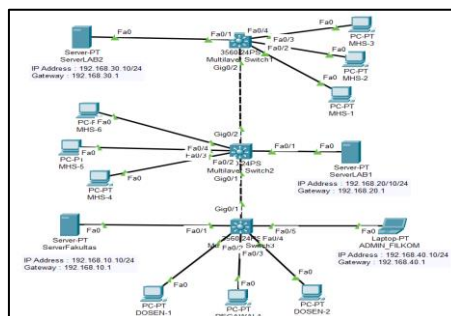 Fa0
Server-PT
ServerLAB2
IP Address : 192.168.30.10/24
Gateway : 192.168.30.1
Fa0/1
Fa0/4
Fa0/3
Fa0/2
Fa0/1
3560-24PS
Multilayer Switch1
Gig0/2
Fa0
PC-PT
MHS-3
Fa0
PC-PT
MHS-2
Fa0
PC-PT
MHS-1
Fa0
MHS-6
Fa0
MHS-5
Fa0
PC-PT
MHS-4
Gig0/2
Fa0/4
Fa0/3
Fa0/2
24PS
Multilayer Switch2
Gig0/1
Fa0/1
Fa0
Server-PT
ServerLAB1
IP Address : 192.168.20/10/24
Gateway : 192.168.20.1
Gig0/1
Fa0
Server-PT
ServerFakultas
IP Address : 192.168.10.10/24
Gateway : 192.168.10.1
Fa0/1
Fa0/5
Fa0/4
Fa0/2
Fa0/3
Fa0
Laptop-PT
ADMIN_FILKOM
IP Address : 192.168.40.10/24
Gateway : 192.168.40.1
Fa0
PC-PT
DOSEN-1
Fa0
PC-PT
Fa0
PC-PT
DOSEN-2